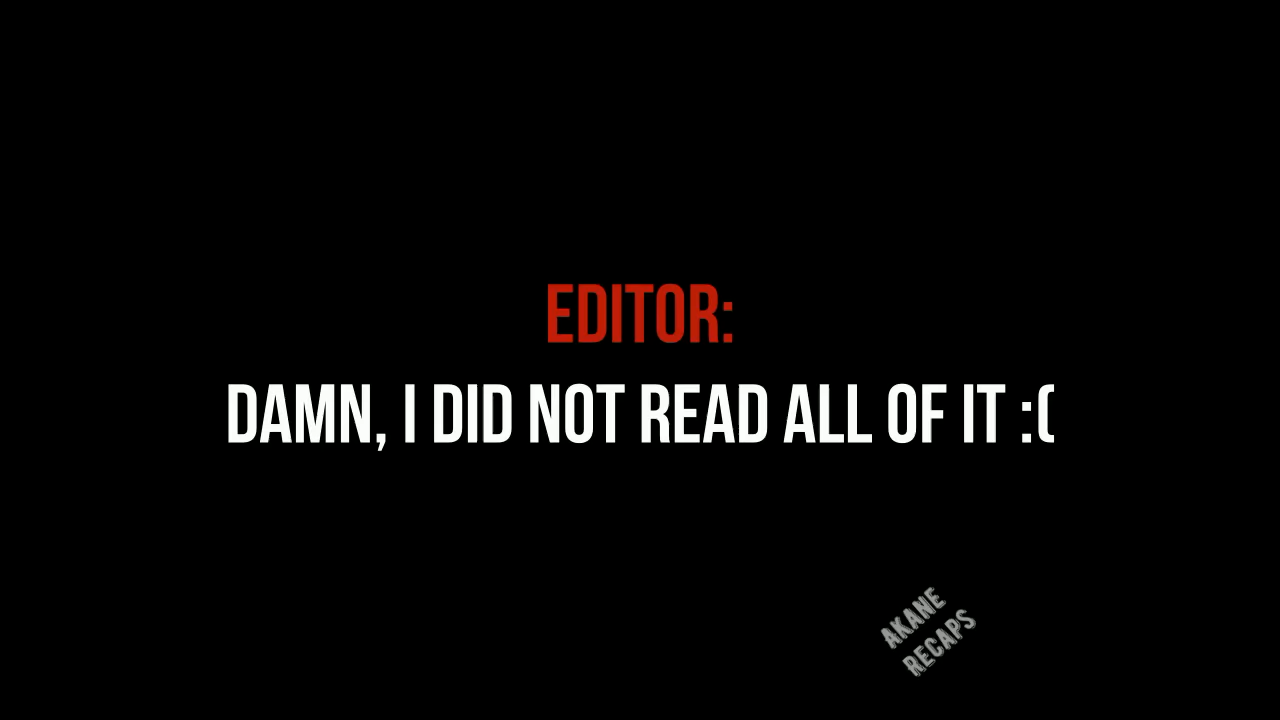 EDITOR:
DAMN, I DID NOT READ ALL OF IT :(
AKANE
RECAPS